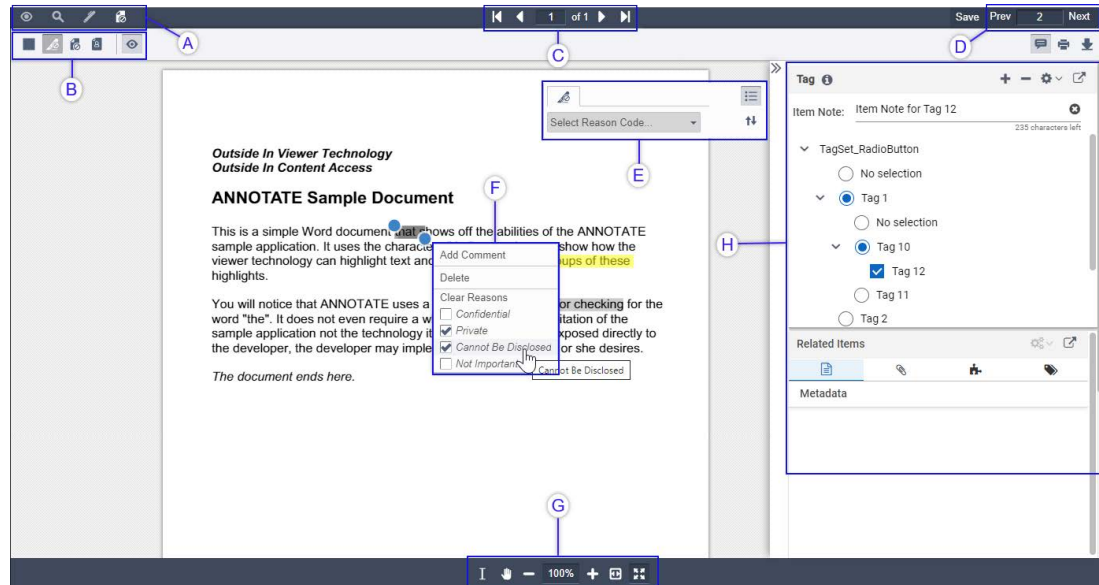 1 of 1
Save Prev 2 Next
A
B
C
D
Tag
Item Note: Item Note for Tag 12
235 characters left
TagSet_RadioButton
No selection
Tag 1
No selection
Tag 10
Tag 12
Tag 11
Tag 2
H
Related Items
Metadata
Select Reason Code...
E
Outside In Viewer Technology
Outside In Content Access
ANNOTATE Sample Document
F
This is a simple Word document that shows off the abilities of the ANNOTATE
sample application. It uses the characte show how the
viewer technology can highlight text and oups of these
highlights.
You will notice that ANNOTATE uses a or checking for the
word "the". It does not even require a w itation of the
sample application not the technology it xposed directly to
the developer, the developer may imple or she desires.
The document ends here.
Add Comment
Delete
Clear Reasons
Confidential
Private
Cannot Be Disclosed
Not Important
Cannot Be Disclosed
G
100%